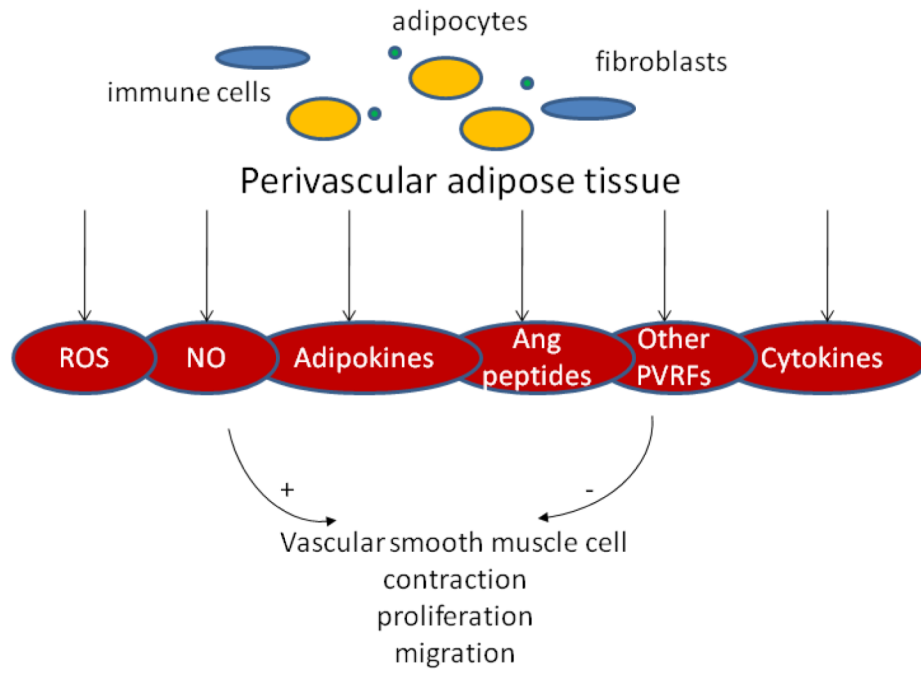 adipocytes
fibroblasts
immune cells
Perivascular adipose tissue
ROS
NO
Adipokines
Ang
peptides
Other
PVRFs
Cytokines
+
-
Vascular smooth muscle cell
contraction
proliferation
migration